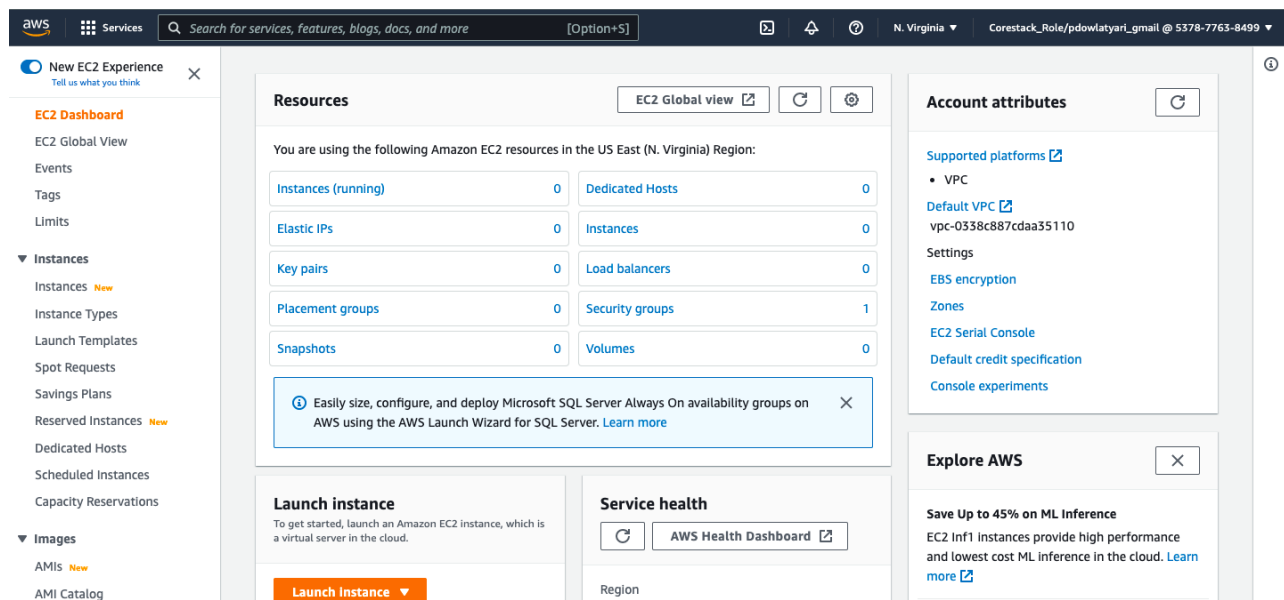 aws
Services
Search for services, features, blogs, docs, and more
[Option+S]
N. Virginia
Corestack_Role/pdowlatyari_gmail @ 5378-7763-8499
New EC2 Experience
Tell us what you think
EC2 Dashboard
EC2 Global View
Events
Tags
Limits
Instances
Instances New
Instance Types
Launch Templates
Spot Requests
Savings Plans
Reserved Instances New
Dedicated Hosts
Scheduled Instances
Capacity Reservations
Images
AMIs New
AMI Catalog
Resources
EC2 Global view
You are using the following Amazon EC2 resources in the US East (N. Virginia) Region:
Instances (running) 0
Dedicated Hosts 0
Elastic IPs 0
Instances 0
Key pairs 0
Load balancers 0
Placement groups 0
Security groups 1
Snapshots 0
Volumes 0
Easily size, configure, and deploy Microsoft SQL Server Always On availability groups on
AWS using the AWS Launch Wizard for SQL Server. Learn more
Launch instance
To get started, launch an Amazon EC2 instance, which is
a virtual server in the cloud.
Launch instance
Service health
AWS Health Dashboard
Region
Account attributes
Supported platforms
• VPC
Default VPC
vpc-0338c887cdaa35110
Settings
EBS encryption
Zones
EC2 Serial Console
Default credit specification
Console experiments
Explore AWS
Save Up to 45% on ML Inference
EC2 Inf1 instances provide high performance
and lowest cost ML inference in the cloud. Learn
more